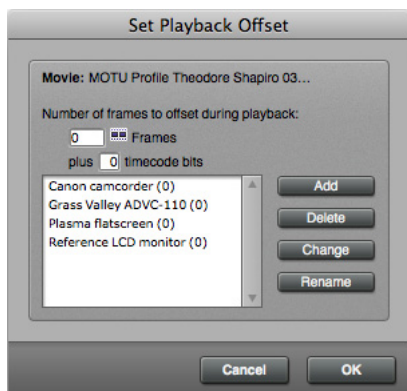 Set Playback Offset
Movie: MOTU Profile Theodore Shapiro 03...
Number of frames to offset during playback:
0 Frames
plus 0 timecode bits
Canon camcorder (0)
Grass Valley ADVC-110 (0)
Plasma flatscreen (0)
Reference LCD monitor (0)
Add
Delete
Change
Rename
Cancel OK